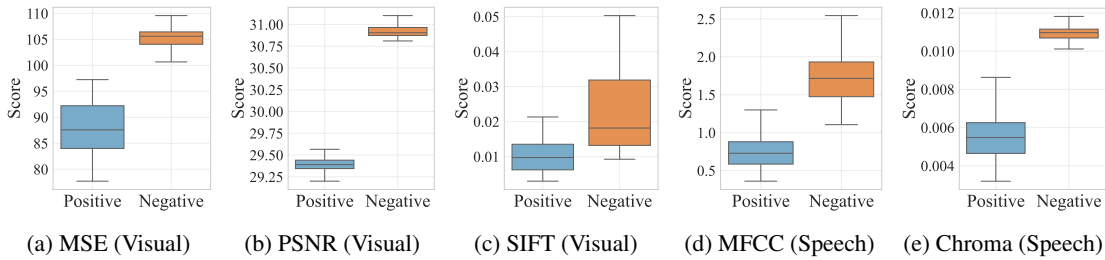 Score
110
105
100
95
90
85
80
Positive Negative
(a) MSE (Visual)
Score
31.00
30.75
30.50
30.25
30.00
29.75
29.50
29.25
Positive Negative
(b) PSNR (Visual)
Score
0.05
0.04
0.03
0.02
0.01
Positive Negative
(c) SIFT (Visual)
Score
2.5
2.0
1.5
1.0
0.5
Positive Negative
(d) MFCC (Speech)
Score
0.012
0.010
0.008
0.006
0.004
Positive Negative
(e) Chroma (Speech)